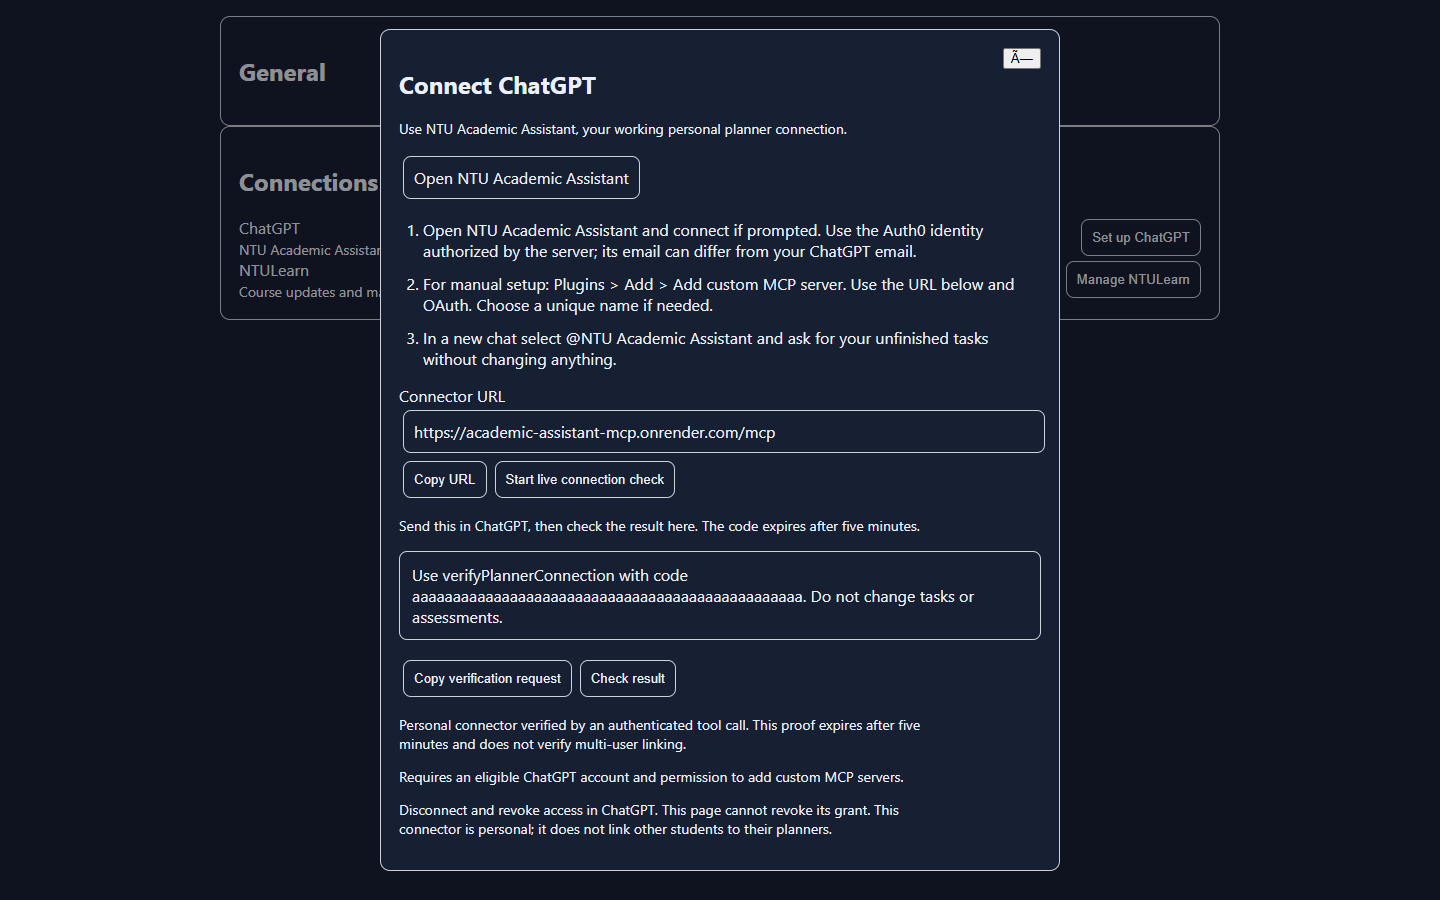 General
Connections
ChatGPT
NTU Academic Assistan
NTULearn
Course updates and ma
Set up ChatGPT
Manage NTULearn
Ã—
Connect ChatGPT
Use NTU Academic Assistant, your working personal planner connection.
Open NTU Academic Assistant
1. Open NTU Academic Assistant and connect if prompted. Use the Auth0 identity
authorized by the server; its email can differ from your ChatGPT email.
2. For manual setup: Plugins > Add > Add custom MCP server. Use the URL below and
OAuth. Choose a unique name if needed.
3. In a new chat select @NTU Academic Assistant and ask for your unfinished tasks
without changing anything.
Connector URL
https://academic-assistant-mcp.onrender.com/mcp
Copy URL
Start live connection check
Send this in ChatGPT, then check the result here. The code expires after five minutes.
Use verifyPlannerConnection with code
aaaaaaaaaaaaaaaaaaaaaaaaaaaaaaaaaaaaaaaaaaaaaaaa. Do not change tasks or
assessments.
Copy verification request
Check result
Personal connector verified by an authenticated tool call. This proof expires after five
minutes and does not verify multi-user linking.
Requires an eligible ChatGPT account and permission to add custom MCP servers.
Disconnect and revoke access in ChatGPT. This page cannot revoke its grant. This
connector is personal; it does not link other students to their planners.